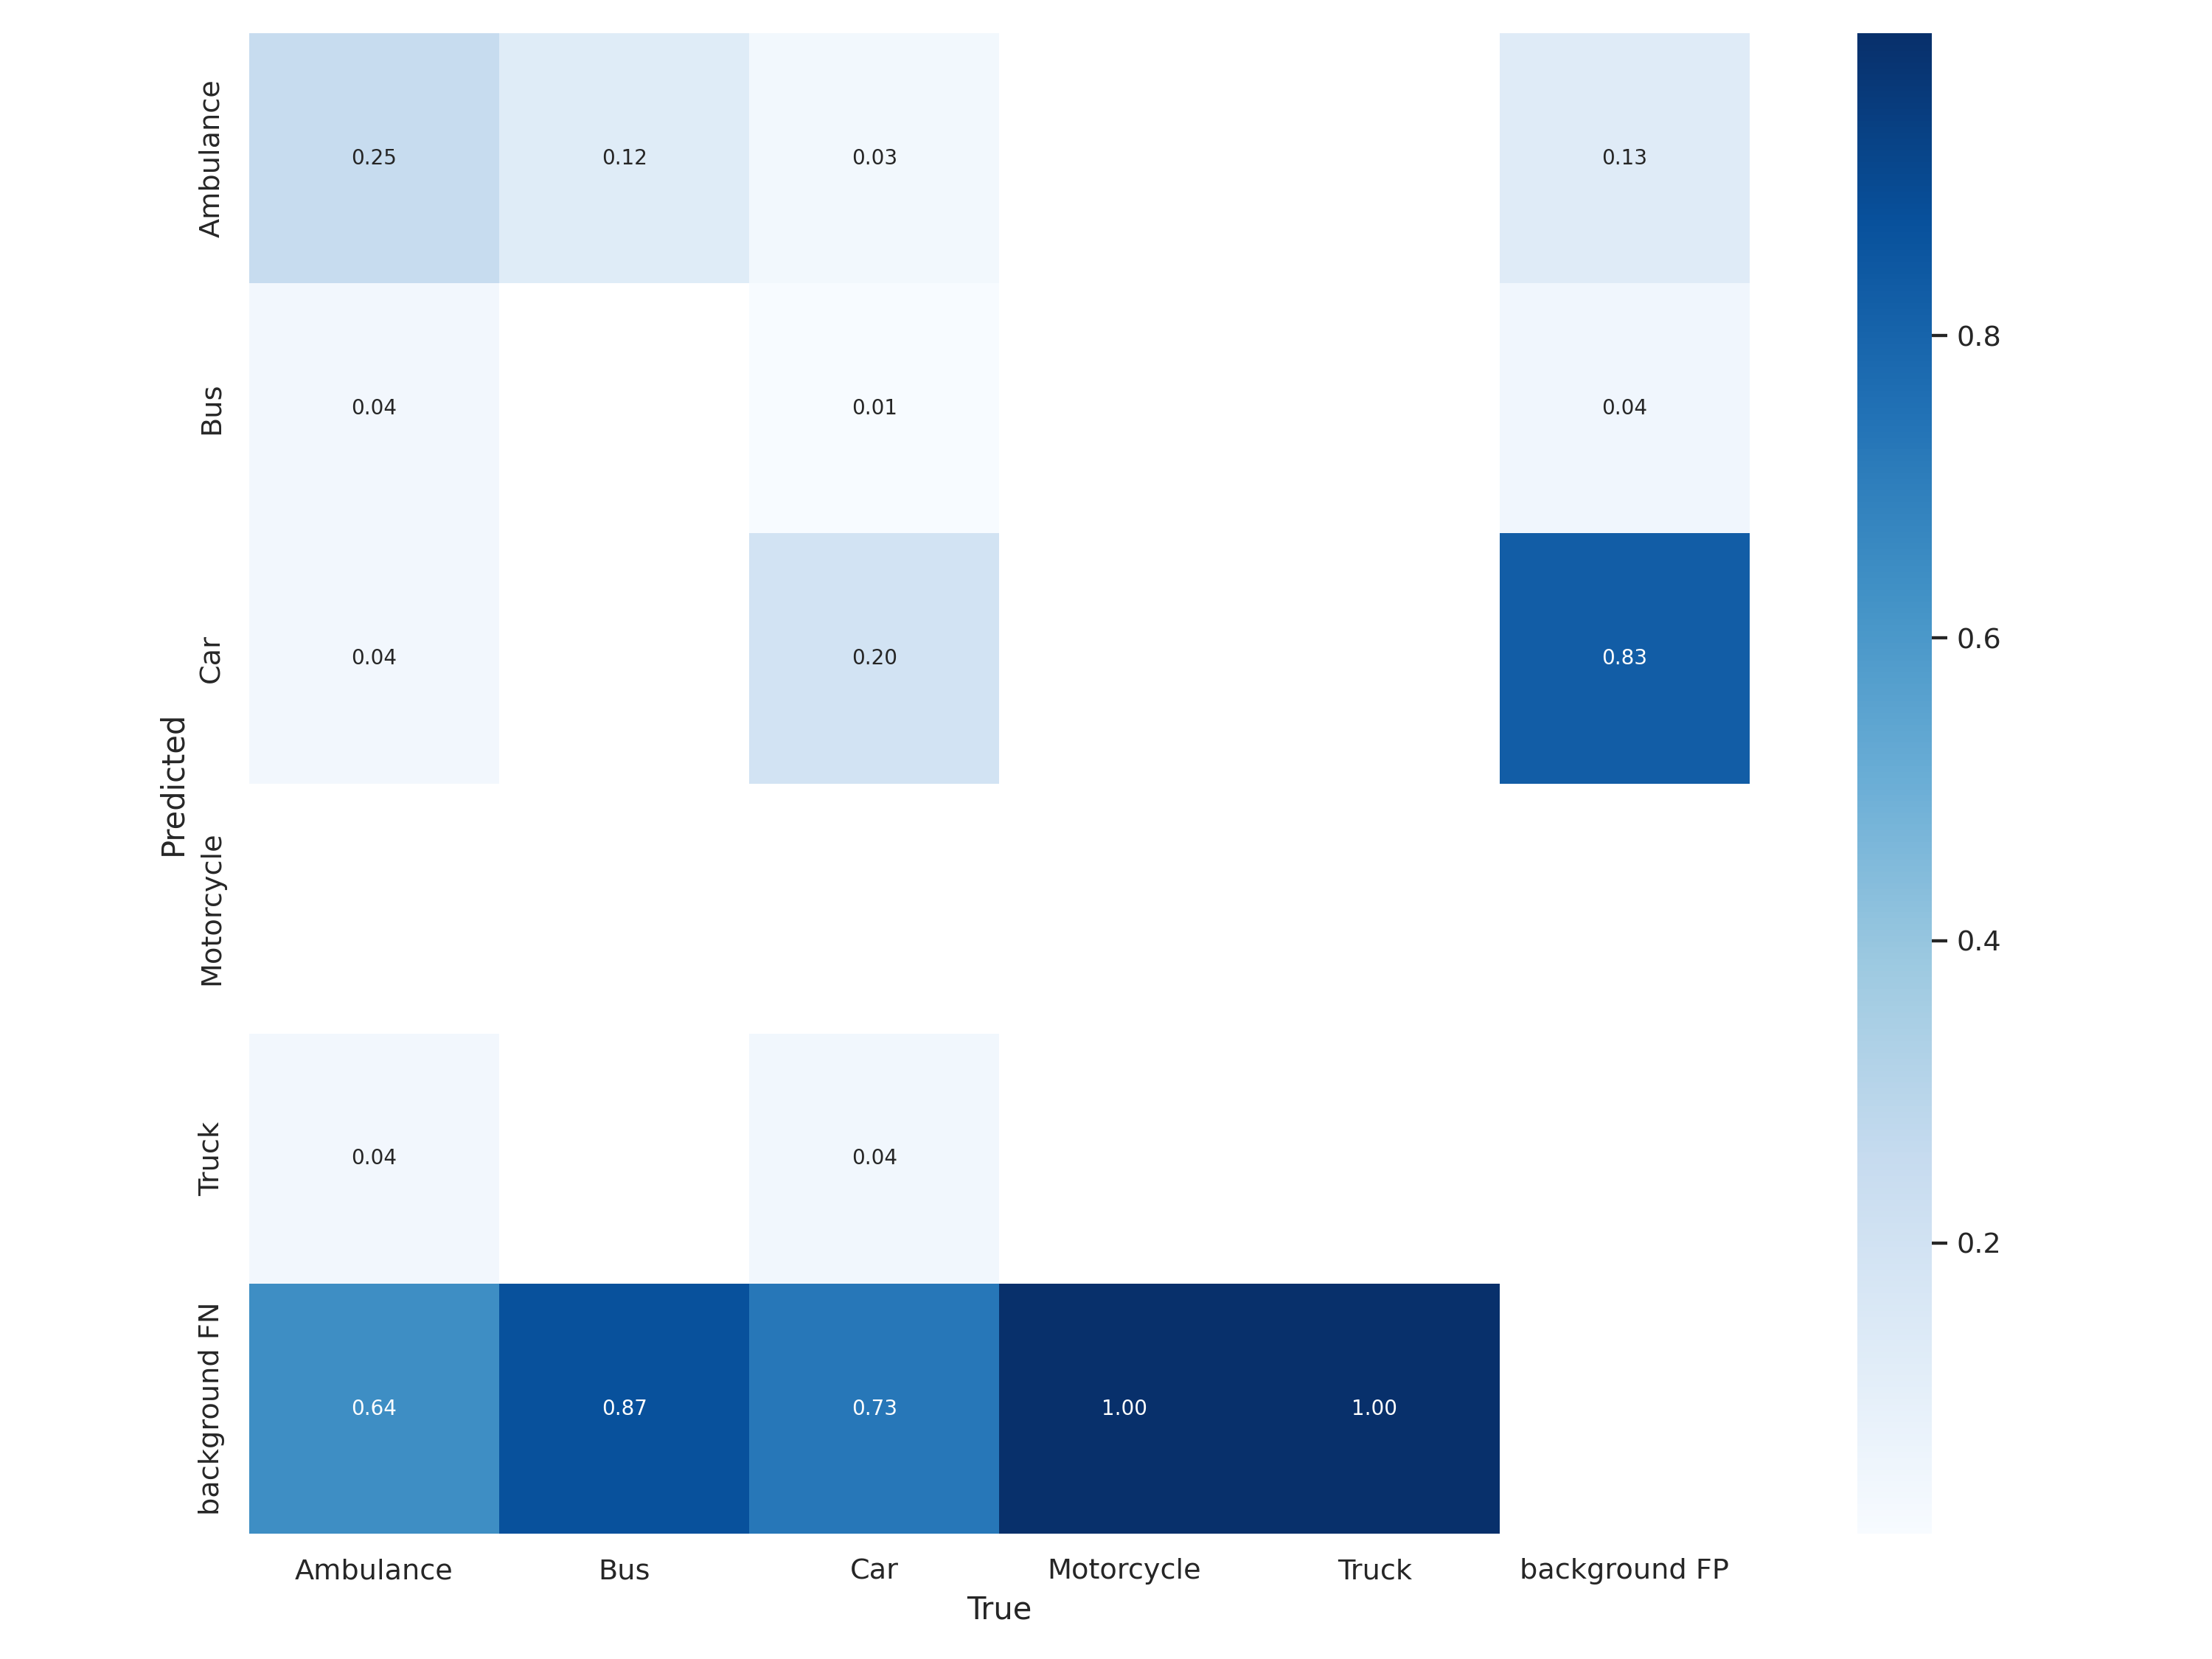 Predicted
Ambulance
0.25 0.12 0.03 0.13
Bus
0.04 0.01 0.04
Car
0.04 0.20 0.83
Motorcycle
Truck
0.04 0.04
background FN
0.64 0.87 0.73 1.00 1.00
Ambulance Bus Car Motorcycle Truck background FP
True
0.8
0.6
0.4
0.2